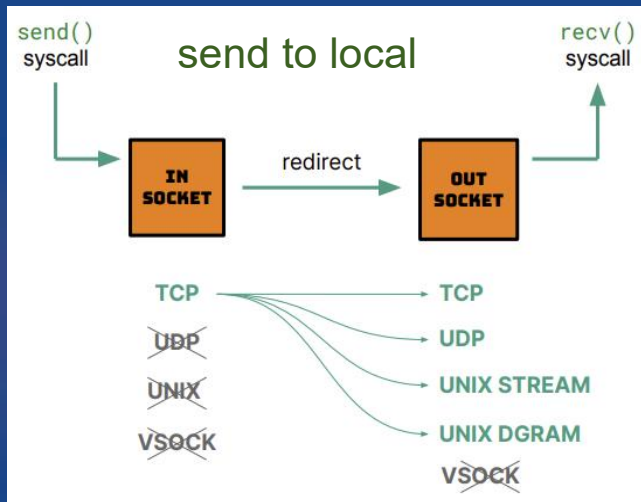 send()
syscall
send to local
recv()
syscall
IN
SOCKET
redirect
OUT
SOCKET
TCP
TCP
UDP
UDP
UNIX
UNIX STREAM
VSOCK
UNIX DGRAM
VSOCK